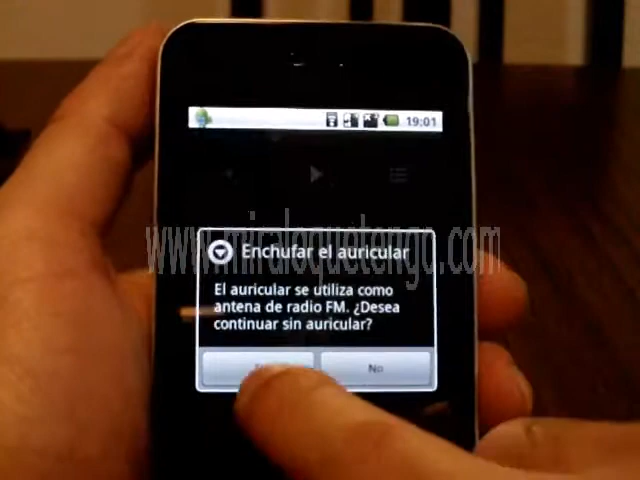 19:01
www.miraloquetengo.com
Enchufar el auricular
El auricular se utiliza como
antena de radio FM. ¿Desea
continuar sin auricular?
No